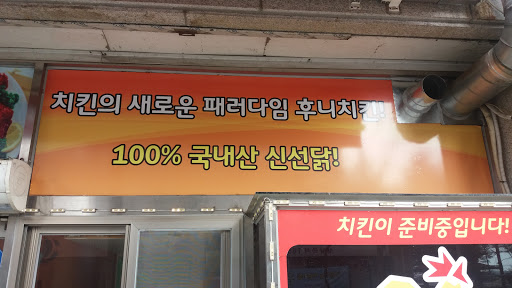 치킨의 새로운 패러다임 후니치킨!
100% 국내산 신선닭!
치킨이 준비중입니다!